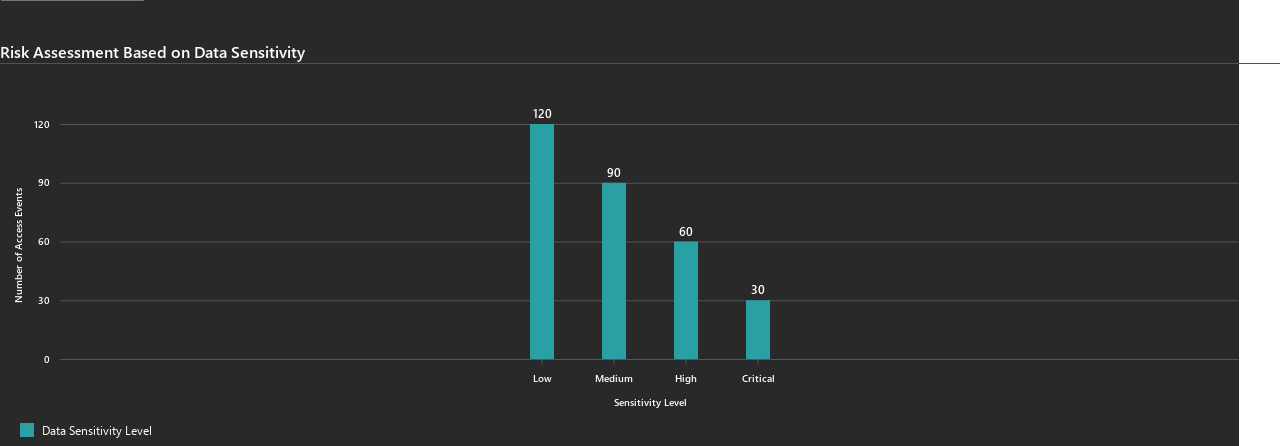 Risk Assessment Based on Data Sensitivity
120
90
60
30
120
90
60
30
0
Number of Access Events
Low
Medium
High
Critical
Sensitivity Level
Data Sensitivity Level